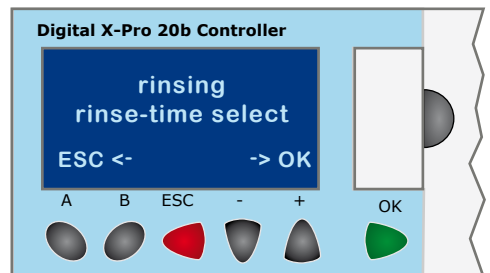 Digital X-Pro 20b Controller
rinsing
rinse-time select
ESC <- -> OK
A B ESC - + OK